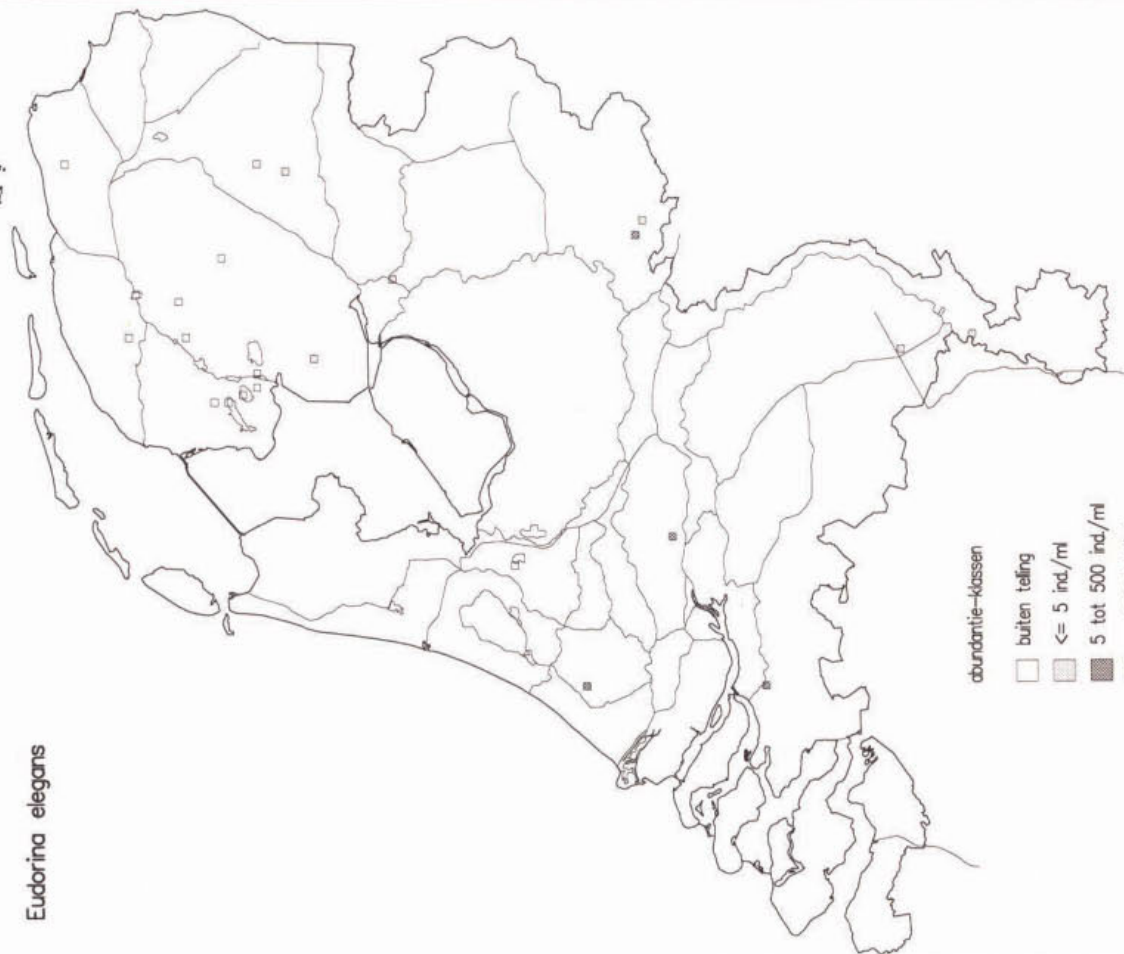 Eudorina elegans
abundantie-klassen
buiten telling
<= 5 ind./ml
5 tot 500 ind./ml